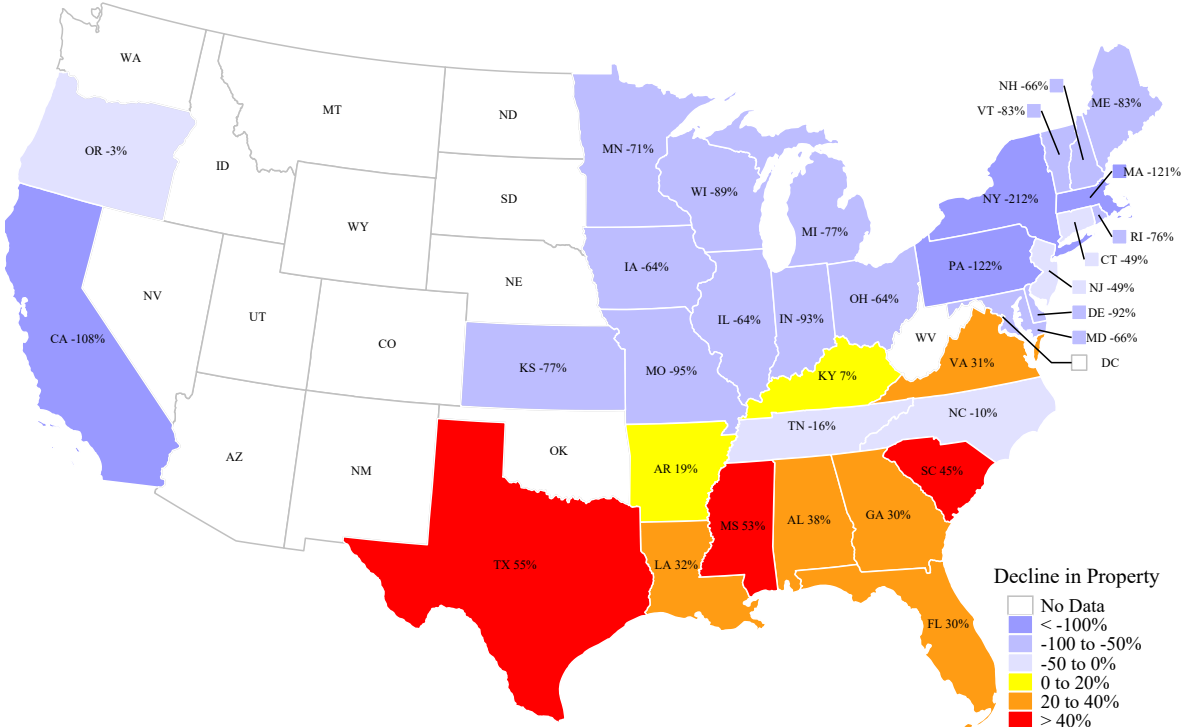 WA
MT
ND
OR -3%
ID
SD
WY
NE
NV
UT
CO
CA -108%
AZ
NM
KS -77%
OK
TX 55%
MN -71%
WI -89%
MI -77%
IA -64%
IL -64%
IN -93%
OH -64%
MO -95%
KY 7%
WV
VA 31%
TN -16%
NC -10%
AR 19%
SC 45%
MS 53%
AL 38%
GA 30%
LA 32%
FL 30%
PA -122%
NY -212%
NH -66%
VT -83%
ME -83%
MA -121%
RI -76%
CT -49%
NJ -49%
DE -92%
MD -66%
DC
Decline in Property
No Data
< -100%
-100 to -50%
-50 to 0%
0 to 20%
20 to 40%
> 40%